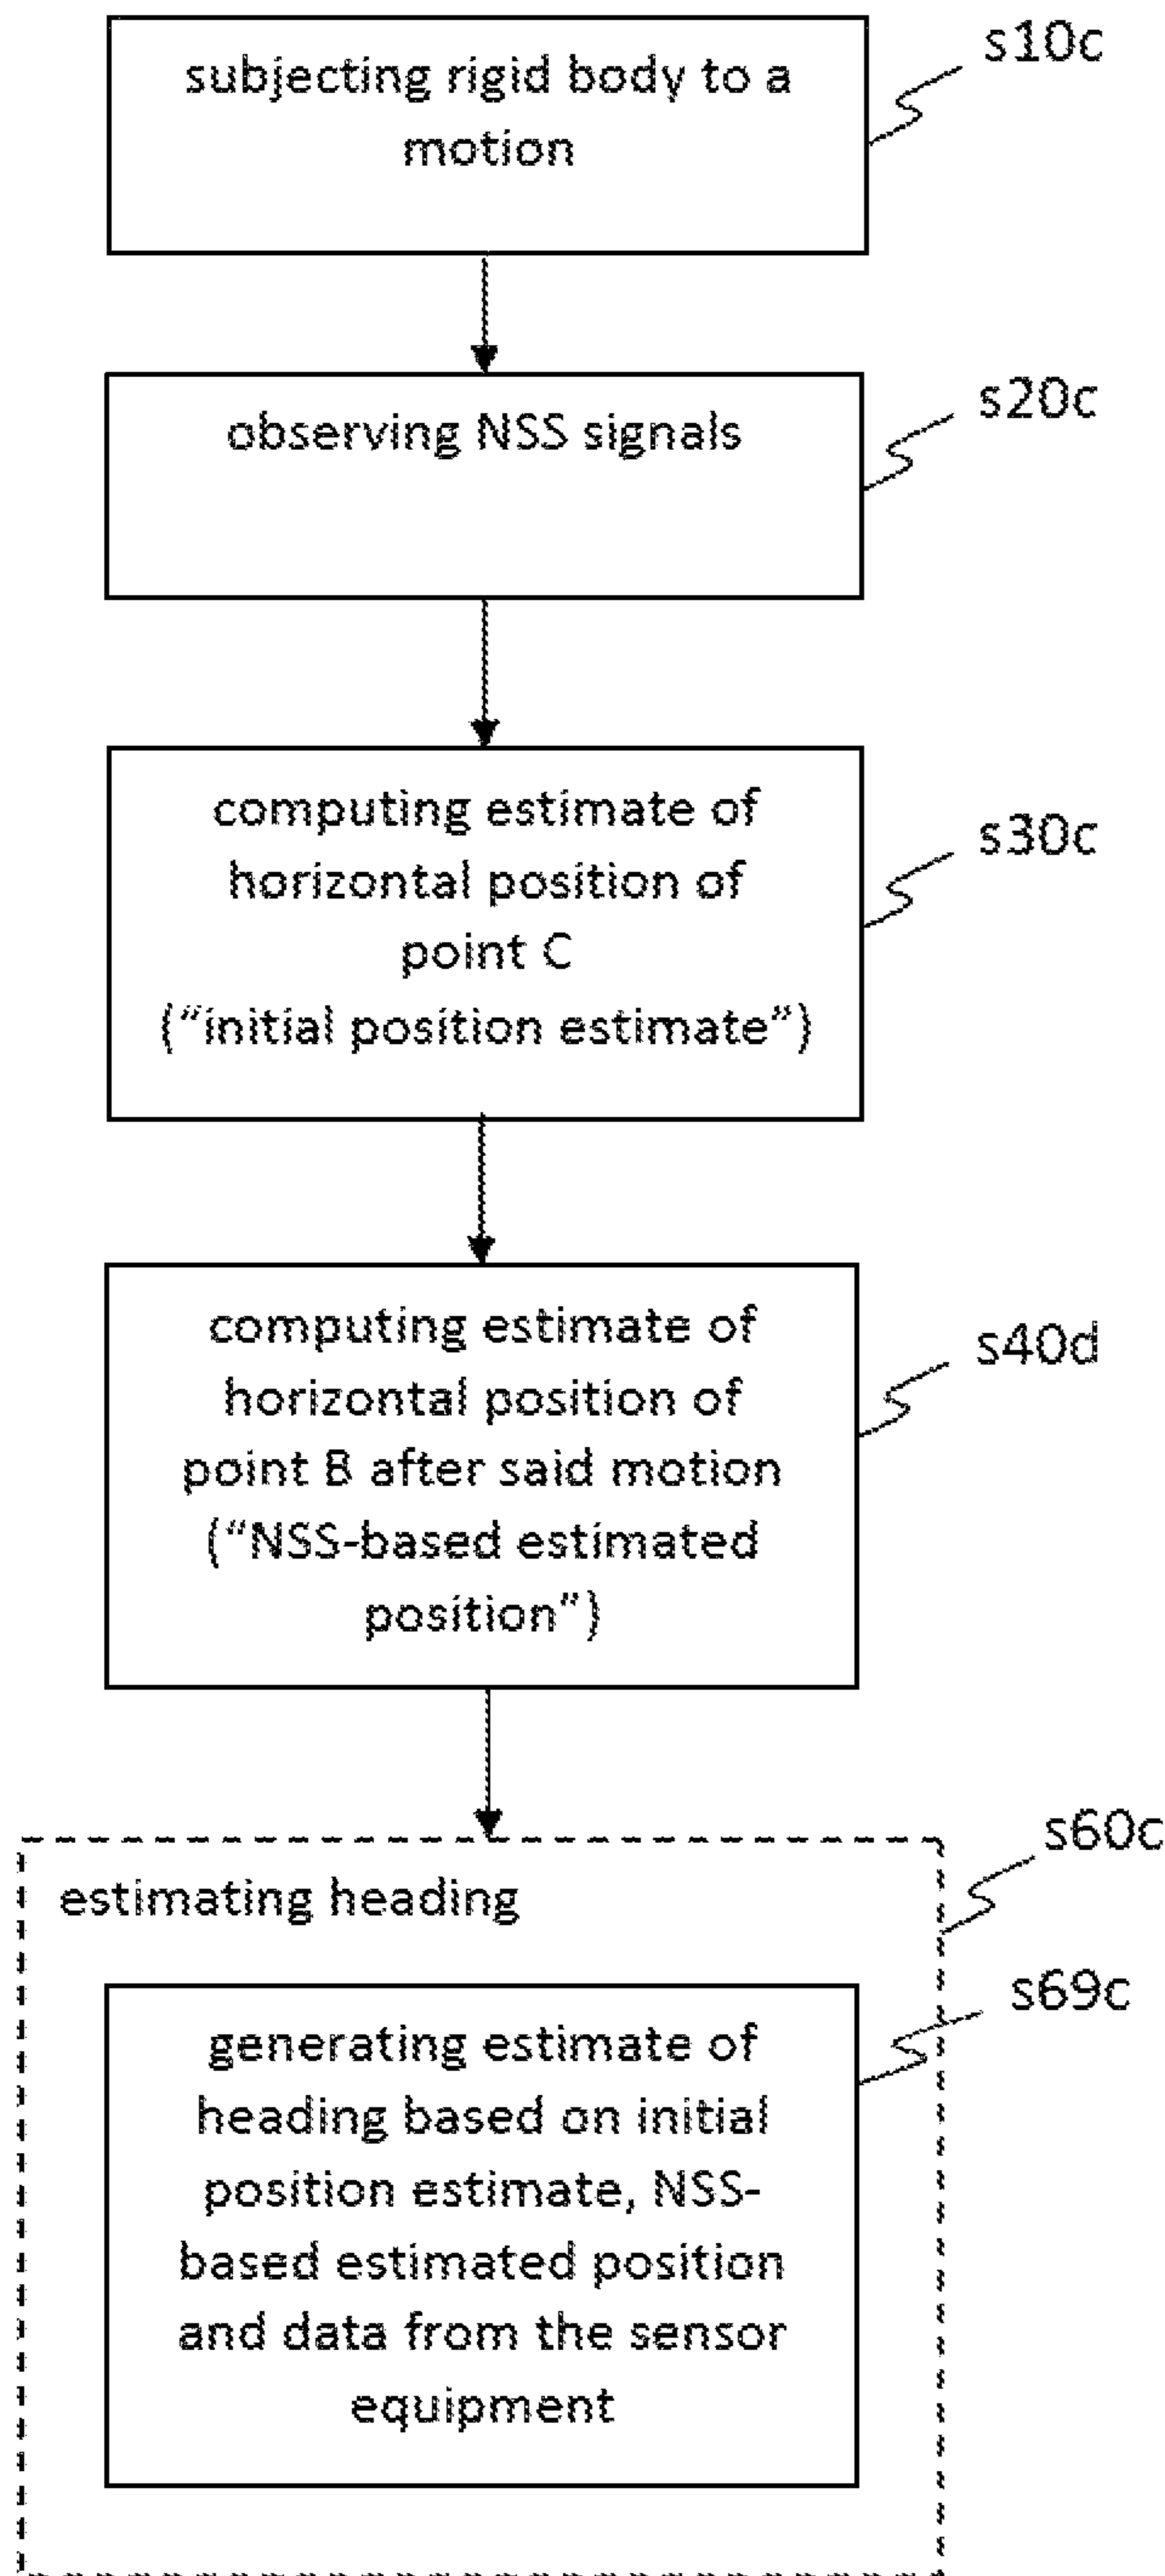 subjecting rigid body to a
motion
s10c
observing NSS signals
s20c
computing estimate of
horizontal position of
point C
(“initial position estimate”)
s30c
computing estimate of
horizontal position of
point B after said motion
(“NSS-based estimated
position”)
s40d
s60c
estimating heading
s69c
generating estimate of
heading based on initial
position estimate, NSS-
based estimated position
and data from the sensor
equipment